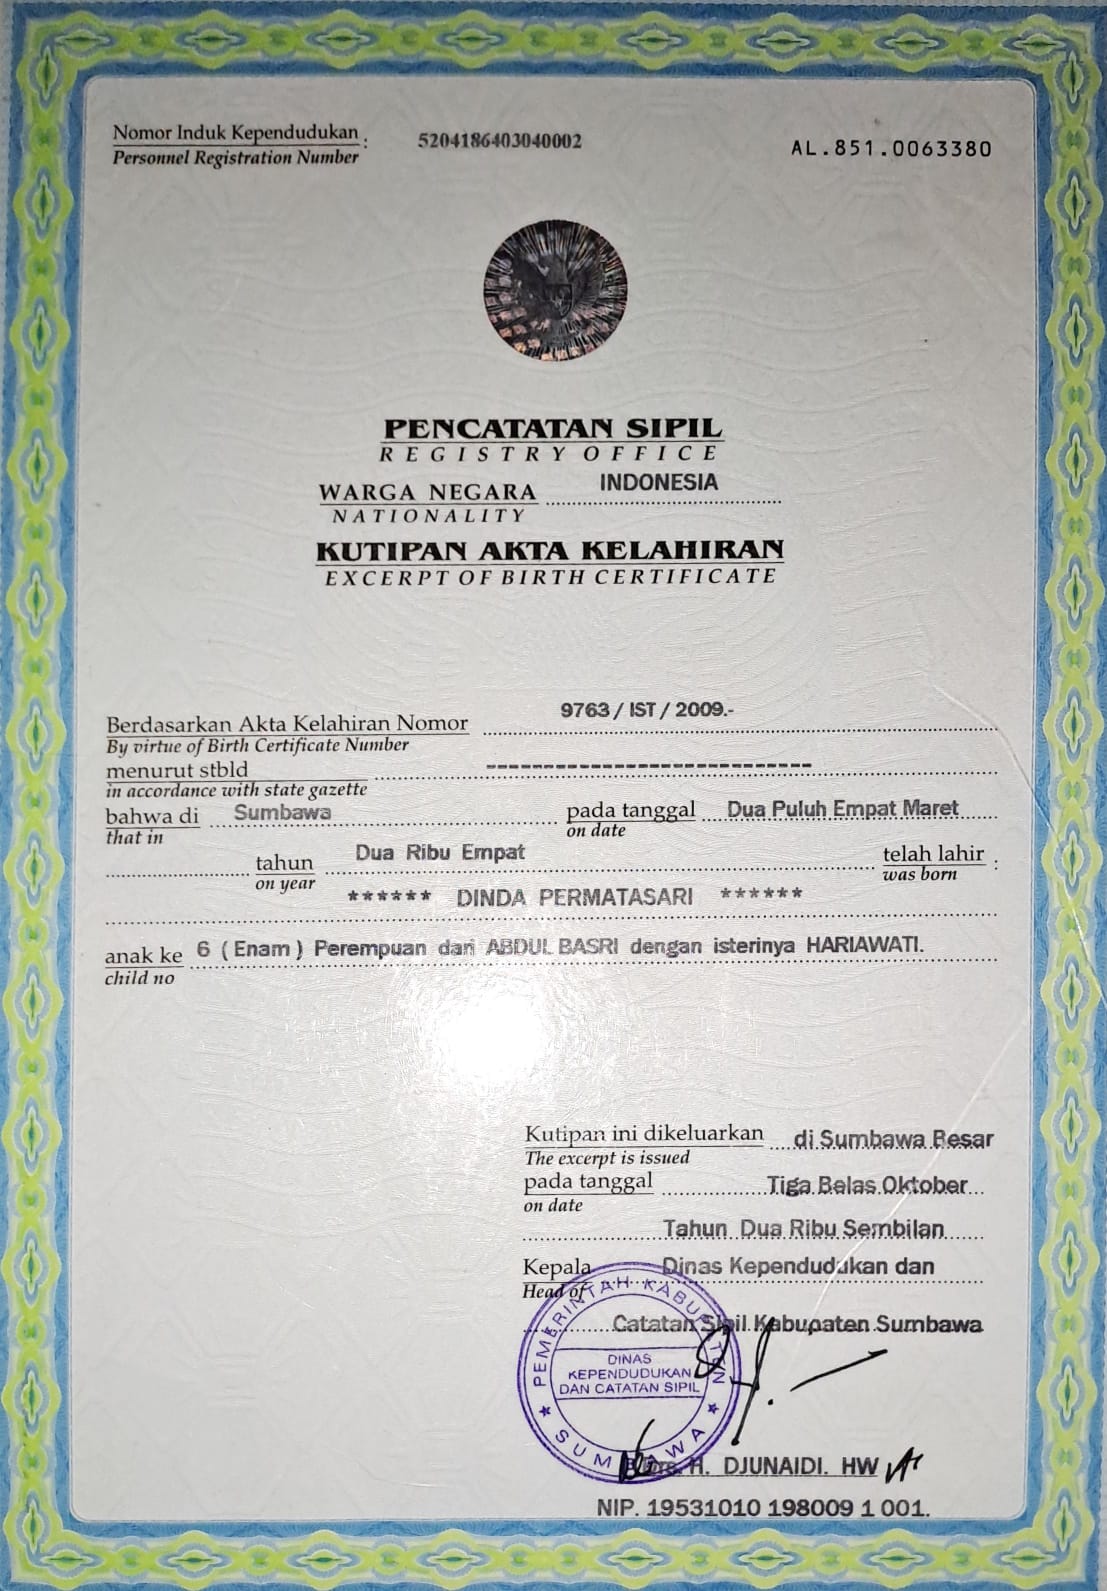 Nomor Induk Kependudukan : 5204186403040002 AL.851.0063380
Personnel Registration Number
PENCATATAN SIPIL
REGISTRY OFFICE
WARGA NEGARA INDONESIA
NATIONALITY
KUTIPAN AKTA KELAHIRAN
EXCERPT OF BIRTH CERTIFICATE
Berdasarkan Akta Kelahiran Nomor 9763 / IST / 2009.-
By virtue of Birth Certificate Number
menurut stbld ----------------------------
in accordance with state gazette
bahwa di Sumbawa pada tanggal Dua Puluh Empat Maret
that in on date
tahun Dua Ribu Empat telah lahir :
on year was born
****** DINDA PERMATASARI ******
anak ke 6 ( Enam ) Perempuan dari ABDUL BASRI dengan isterinya HARIAWATI.
child no
Kutipan ini dikeluarkan di Sumbawa Besar
The excerpt is issued
pada tanggal Tiga Belas Oktober
on date
Tahun Dua Ribu Sembilan
Kepala Dinas Kependudukan dan
Head of
Catatan Sipil Kabupaten Sumbawa
PEMERINTAH KABUPATEN
DINAS
KEPENDUDUKAN
DAN CATATAN SIPIL
SUMBAWA
Drs. H. DJUNAIDI. HW
NIP. 19531010 198009 1 001.